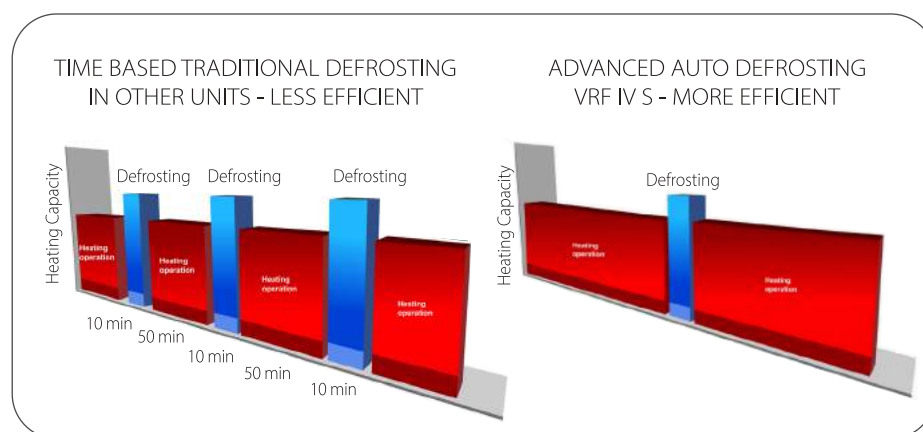 TIME BASED TRADITIONAL DEFROSTING
IN OTHER UNITS - LESS EFFICIENT
Heating Capacity
Defrosting
Defrosting
Defrosting
Heating
operation
Heating
operation
Heating
operation
Heating
operation
10 min
50 min
10 min
50 min
10 min
ADVANCED AUTO DEFROSTING
VRF IV S - MORE EFFICIENT
Heating Capacity
Defrosting
Heating
operation
Heating
operation